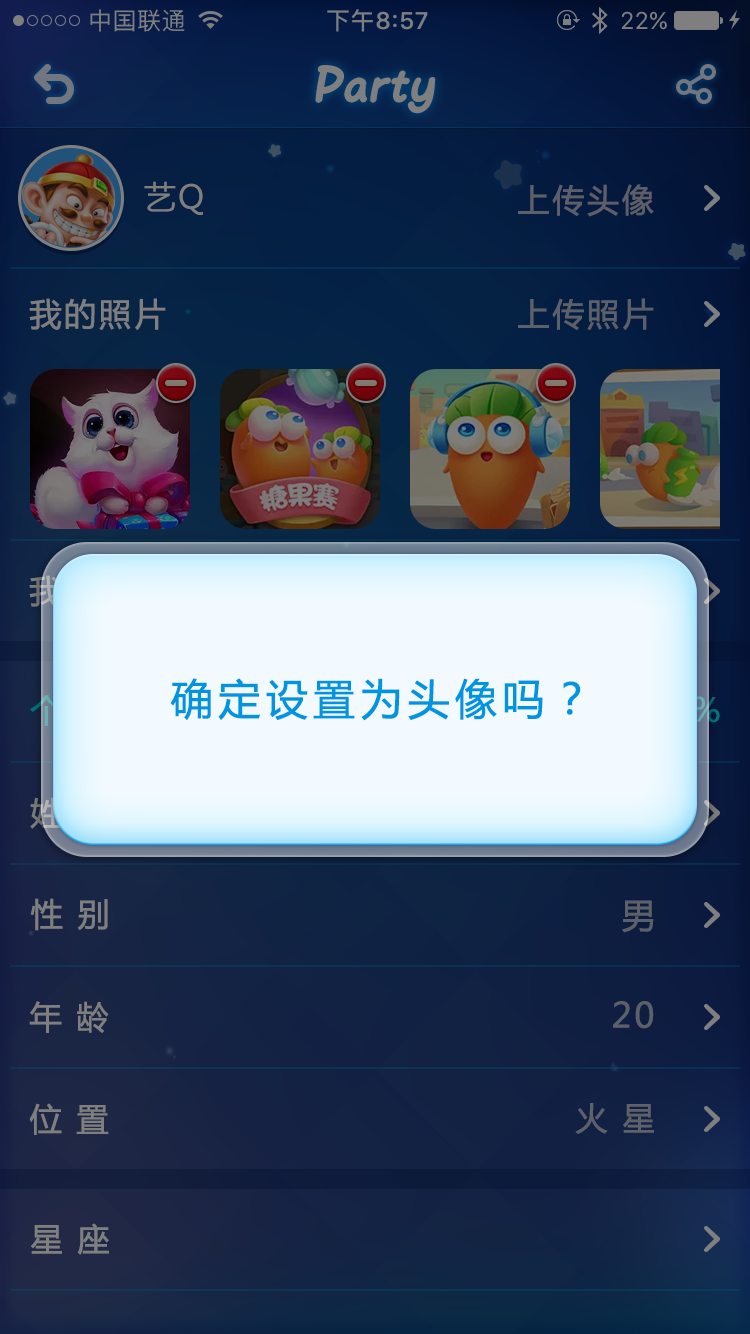 中国联通 下午8:57 22%
Party
艺Q 上传头像
我的照片 上传照片
糖果赛
我
确定设置为头像吗？
个 %
姓
性别 男
年龄 20
位置 火星
星座